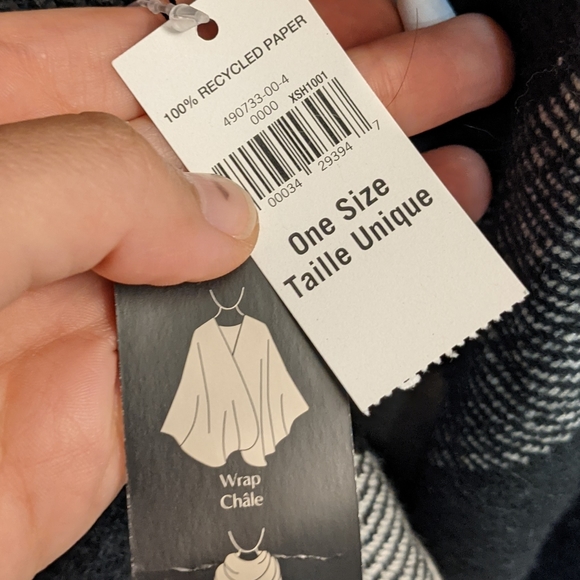 100% RECYCLED PAPER
490733-00-4
0000 XSH1001
00034 29394 7
One Size
Taille Unique
Wrap
Châle